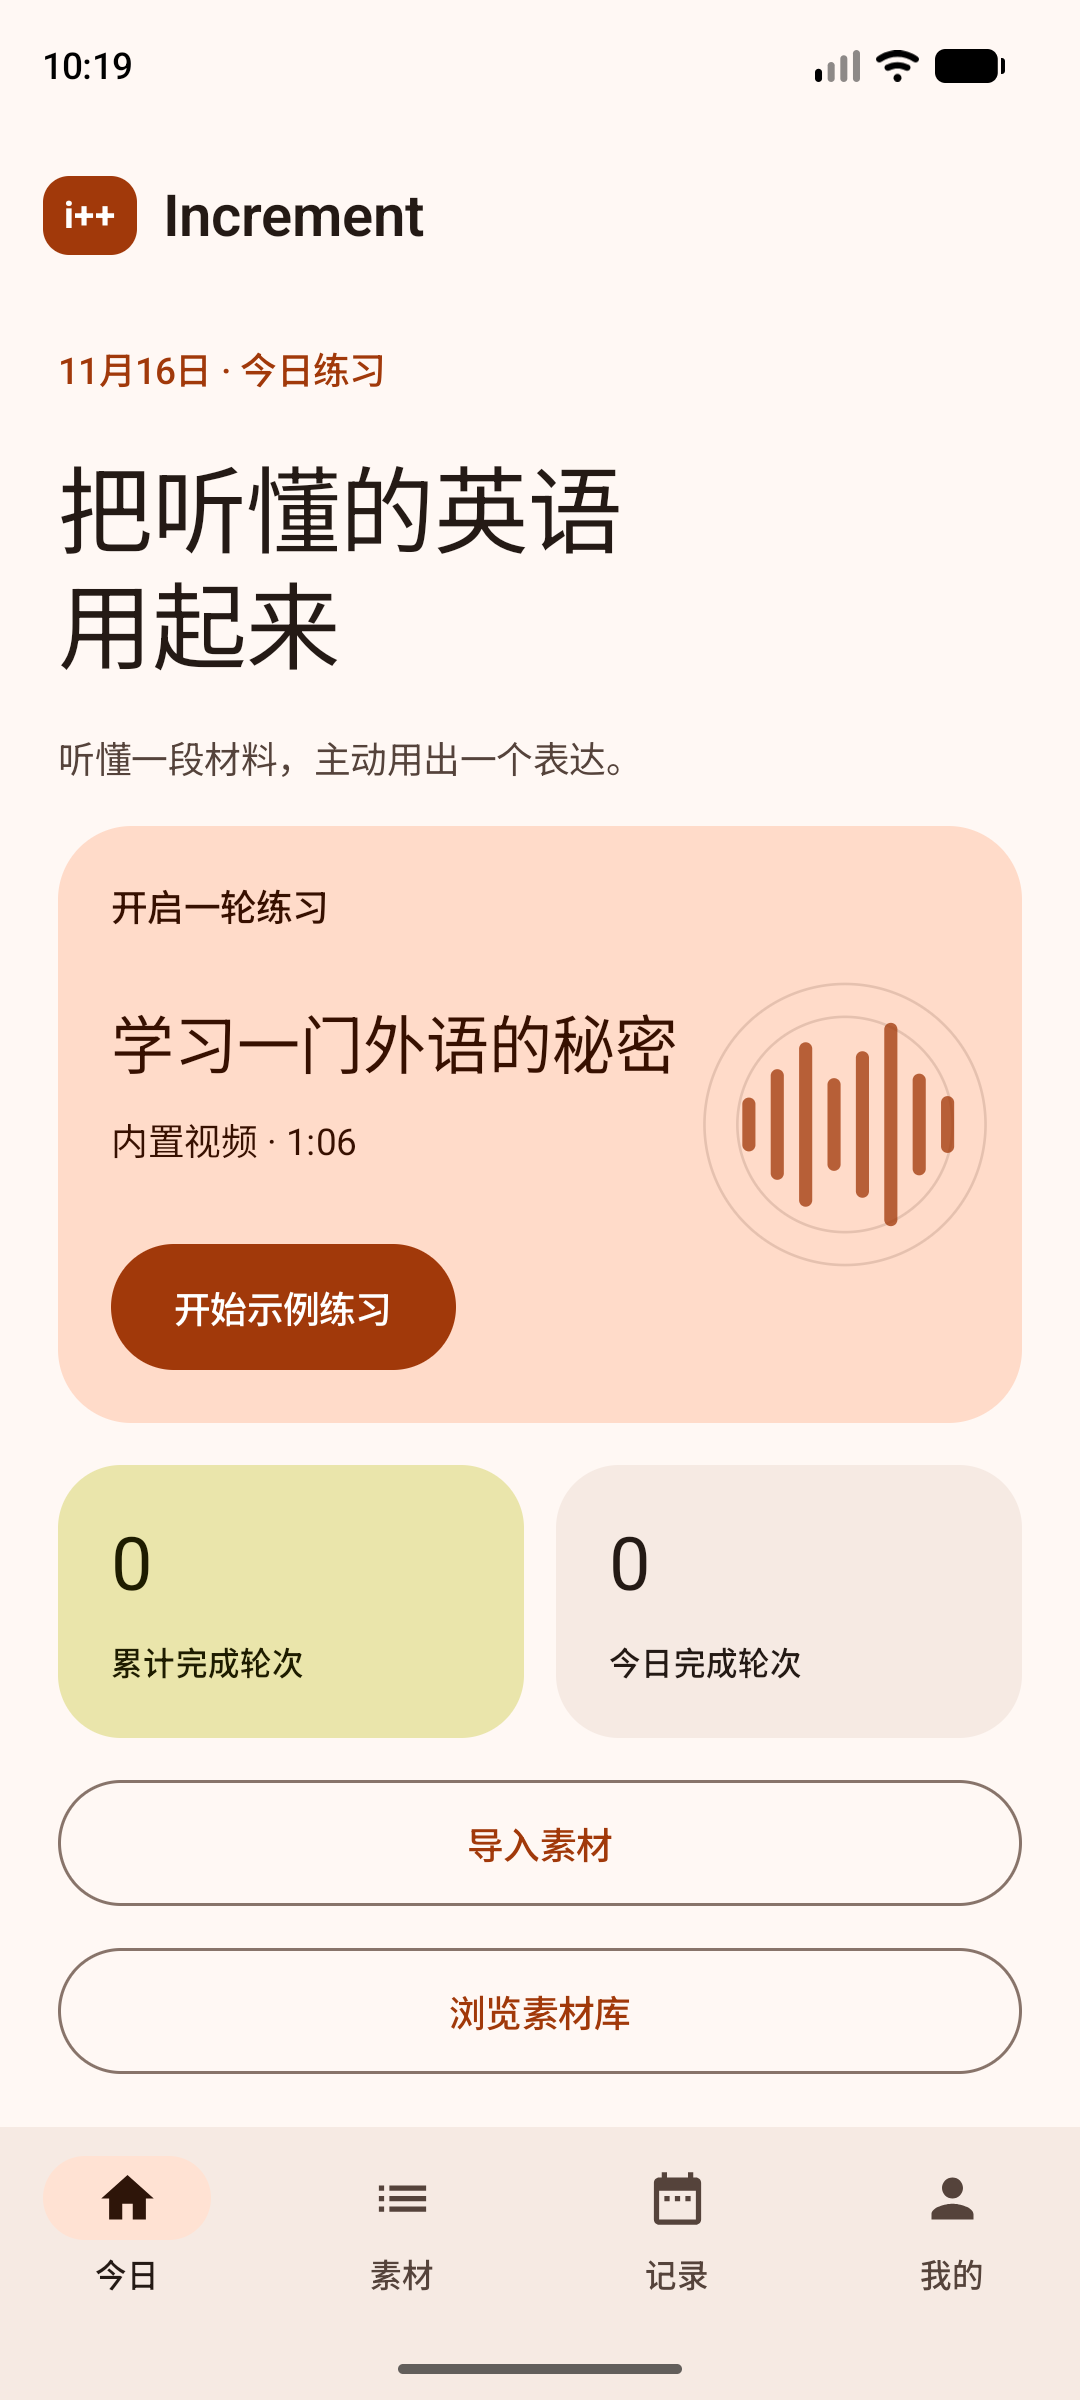 10:19
i++ Increment
11月16日 · 今日练习
把听懂的英语
用起来
听懂一段材料，主动用出一个表达。
开启一轮练习
学习一门外语的秘密
内置视频 · 1:06
开始示例练习
0
累计完成轮次
0
今日完成轮次
导入素材
浏览素材库
今日
素材
记录
我的